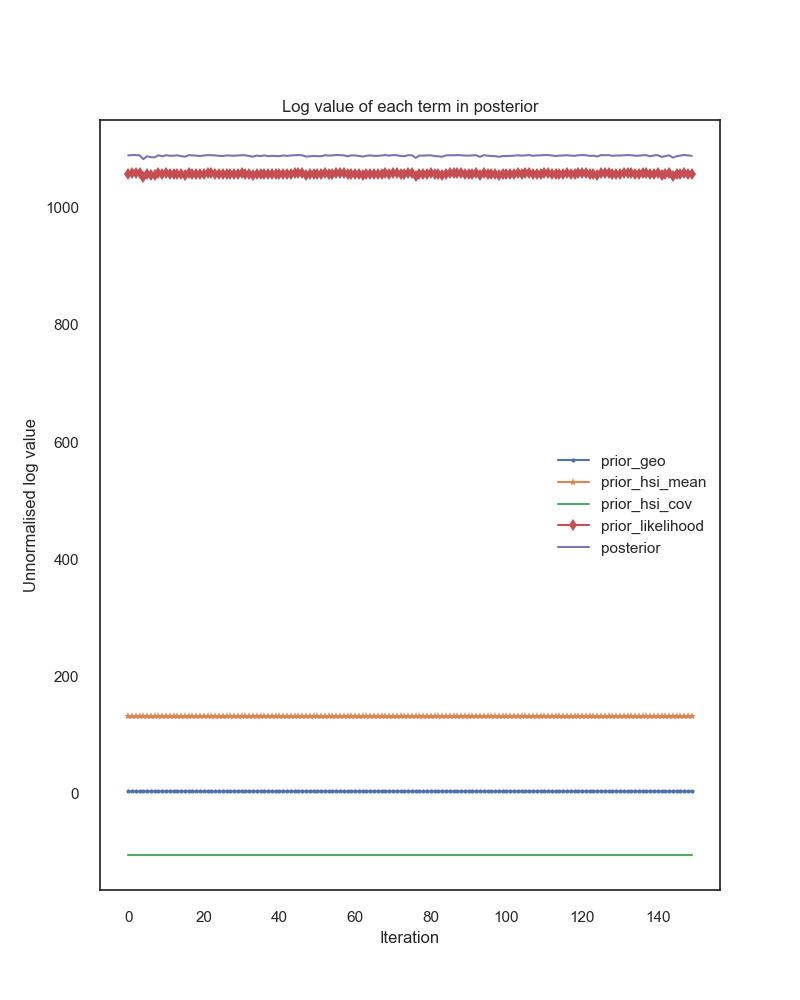 Log value of each term in posterior
1000
800
600
400
200
0
Unnormalised log value
prior_geo
prior_hsi_mean
prior_hsi_cov
prior_likelihood
posterior
0 20 40 60 80 100 120 140
Iteration